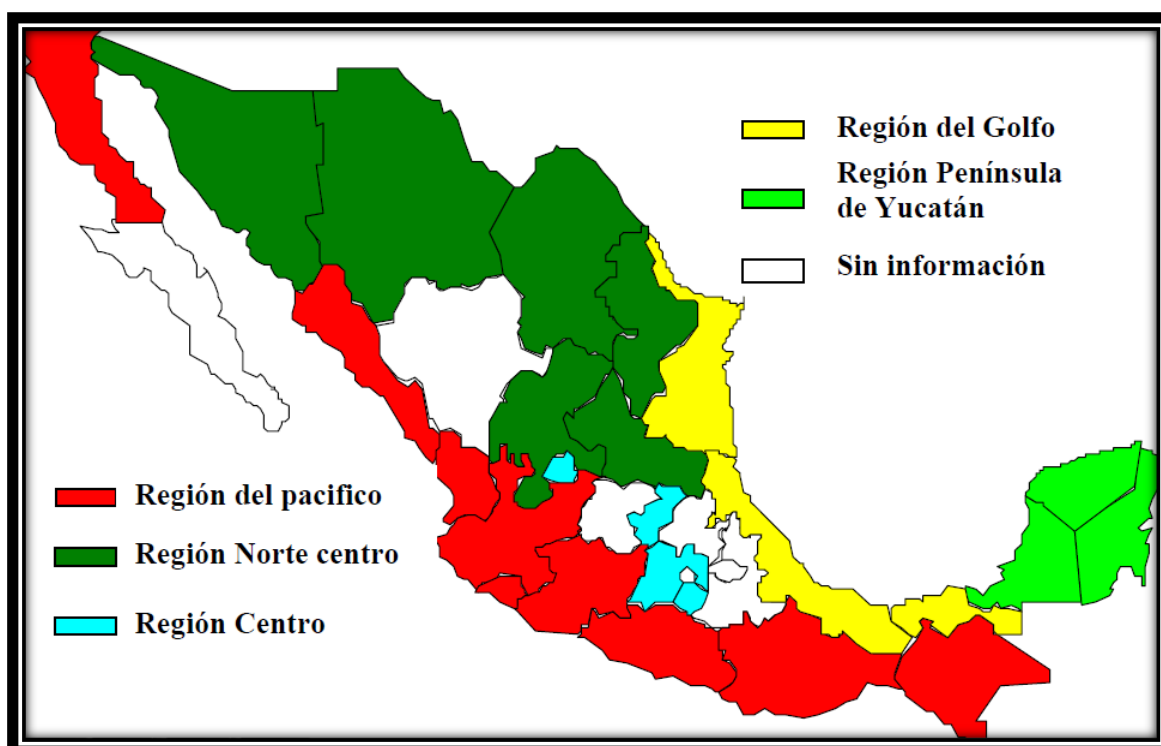 Región del Golfo
Región Península
de Yucatán
Sin información
Región del pacifico
Región Norte centro
Región Centro